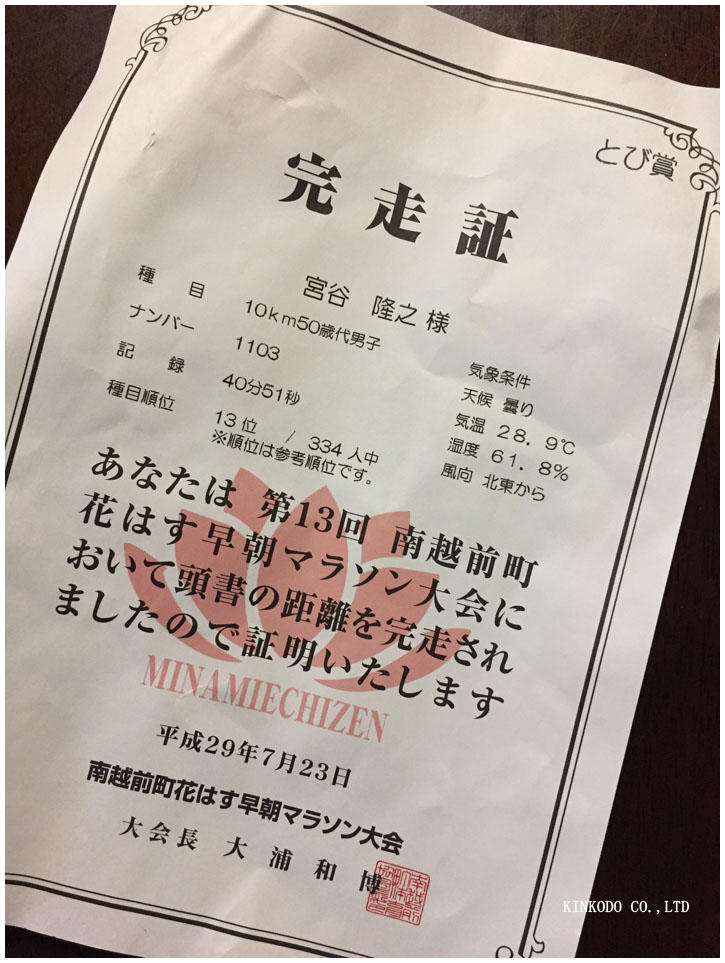 とび賞
完走証
宮谷 隆之 様
種目 10km50歳代男子
ナンバー 1103
記録 40分51秒
種目順位 13位 / 334人中
※順位は参考順位です。
気象条件
天候 曇り
気温 28.9℃
湿度 61.8%
風向 北東から
あなたは 第13回 南越前町
花はす早朝マラソン大会に
おいて頭書の距離を完走され
ましたので証明いたします
MINAMIECHIZEN
平成29年7月23日
南越前町花はす早朝マラソン大会
大会長 大浦和博
KINKODO CO.,LTD